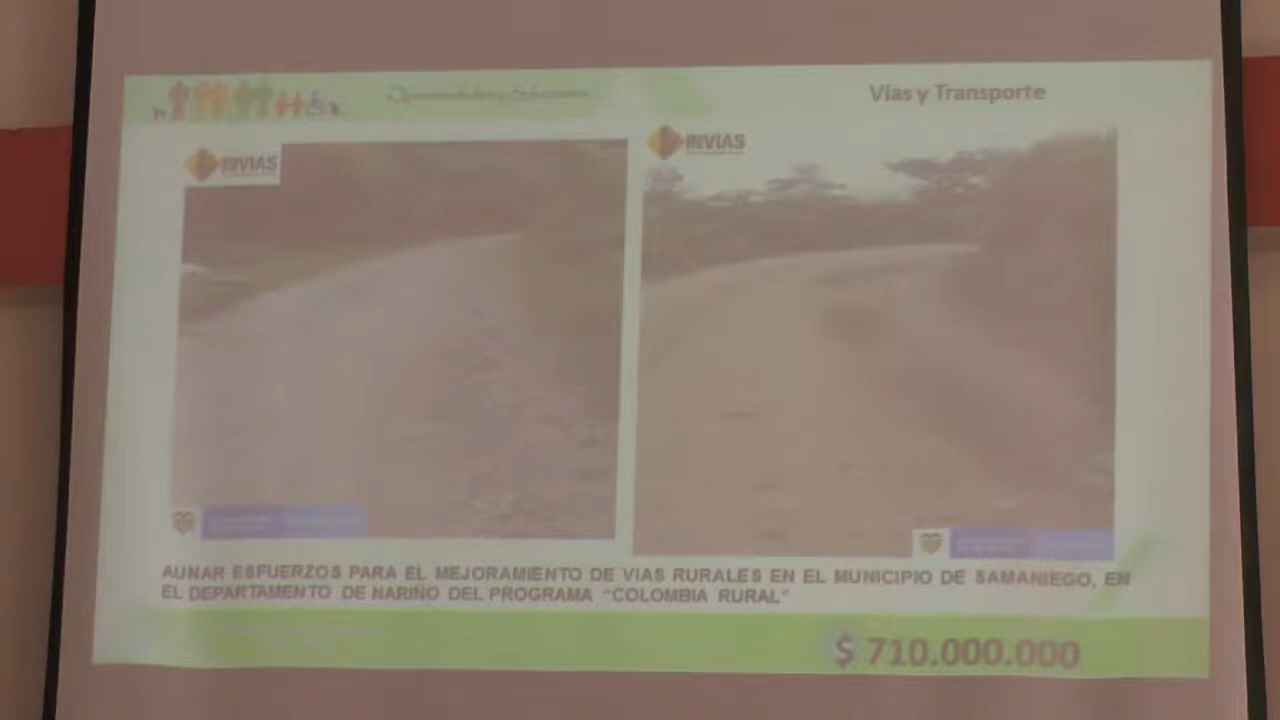 Vías y Transporte
INVIAS
INVIAS
AUNAR ESFUERZOS PARA EL MEJORAMIENTO DE VIAS RURALES EN EL MUNICIPIO DE SAMANIEGO, EN
EL DEPARTAMENTO DE NARIÑO DEL PROGRAMA "COLOMBIA RURAL"
$ 710.000.000